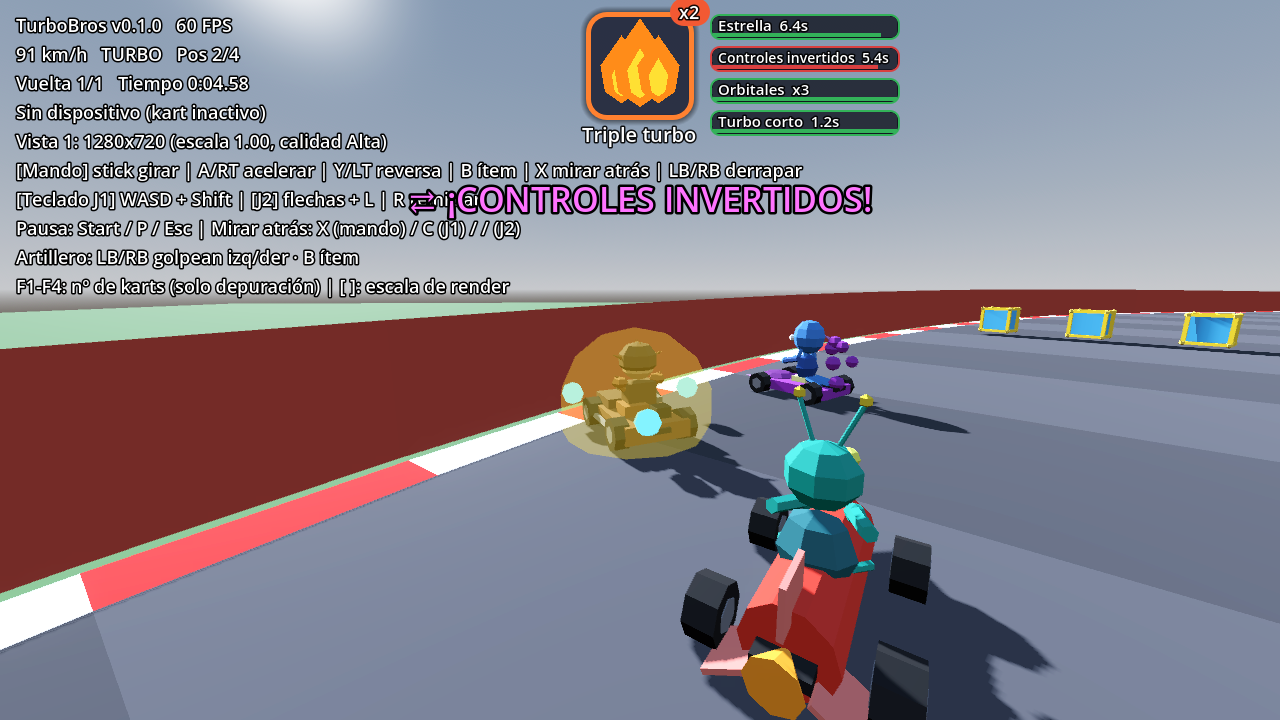 TurboBros v0.1.0   60 FPS
91 km/h   TURBO   Pos 2/4
Vuelta 1/1   Tiempo 0:04.58
Sin dispositivo (kart inactivo)
Vista 1: 1280x720 (escala 1.00, calidad Alta)
[Mando] stick girar | A/RT acelerar | Y/LT reversa | B ítem | X mirar atrás | LB/RB derrapar
[Teclado J1] WASD + Shift | [J2] flechas + L | R
Pausa: Start / P / Esc | Mirar atrás: X (mando) / C (J1) / / (J2)
Artillero: LB/RB golpean izq/der · B ítem
F1-F4: nº de karts (solo depuración) | [ ]: escala de render
x2
Triple turbo
Estrella  6.4s
Controles invertidos  5.4s
Orbitales  x3
Turbo corto  1.2s
⇄ ¡CONTROLES INVERTIDOS!